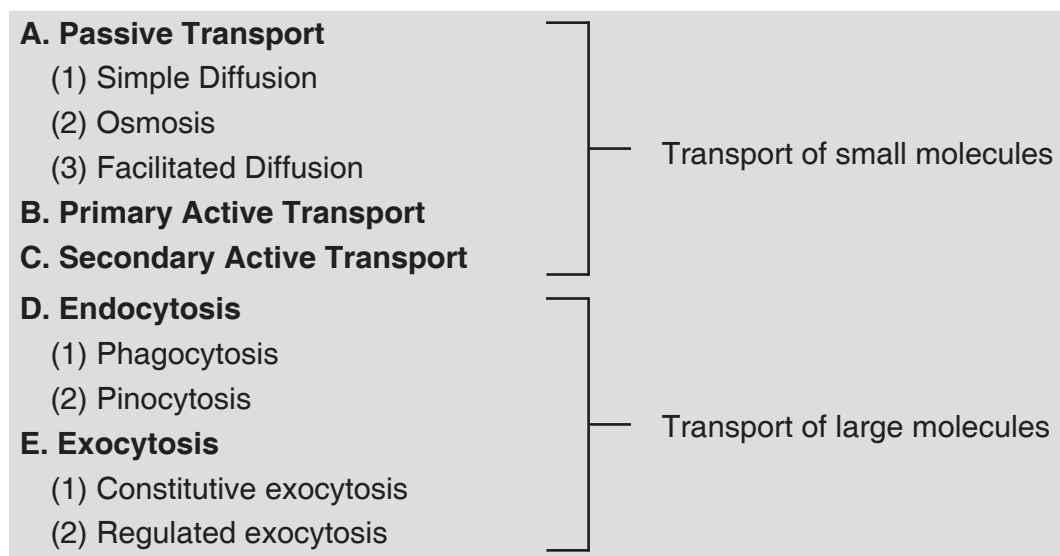 A. Passive Transport
(1) Simple Diffusion
(2) Osmosis
(3) Facilitated Diffusion
B. Primary Active Transport
C. Secondary Active Transport
Transport of small molecules
D. Endocytosis
(1) Phagocytosis
(2) Pinocytosis
E. Exocytosis
(1) Constitutive exocytosis
(2) Regulated exocytosis
Transport of large molecules